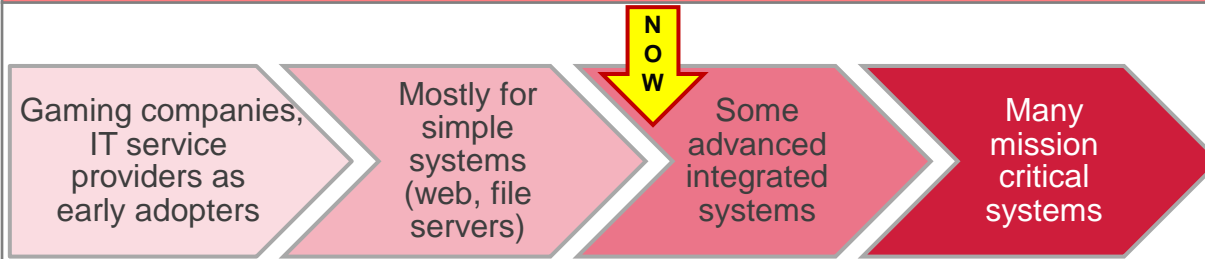 NOW
Gaming companies,
IT service
providers as
early adopters
Mostly for
simple
systems
(web, file
servers)
Some
advanced
integrated
systems
Many
mission
critical
systems